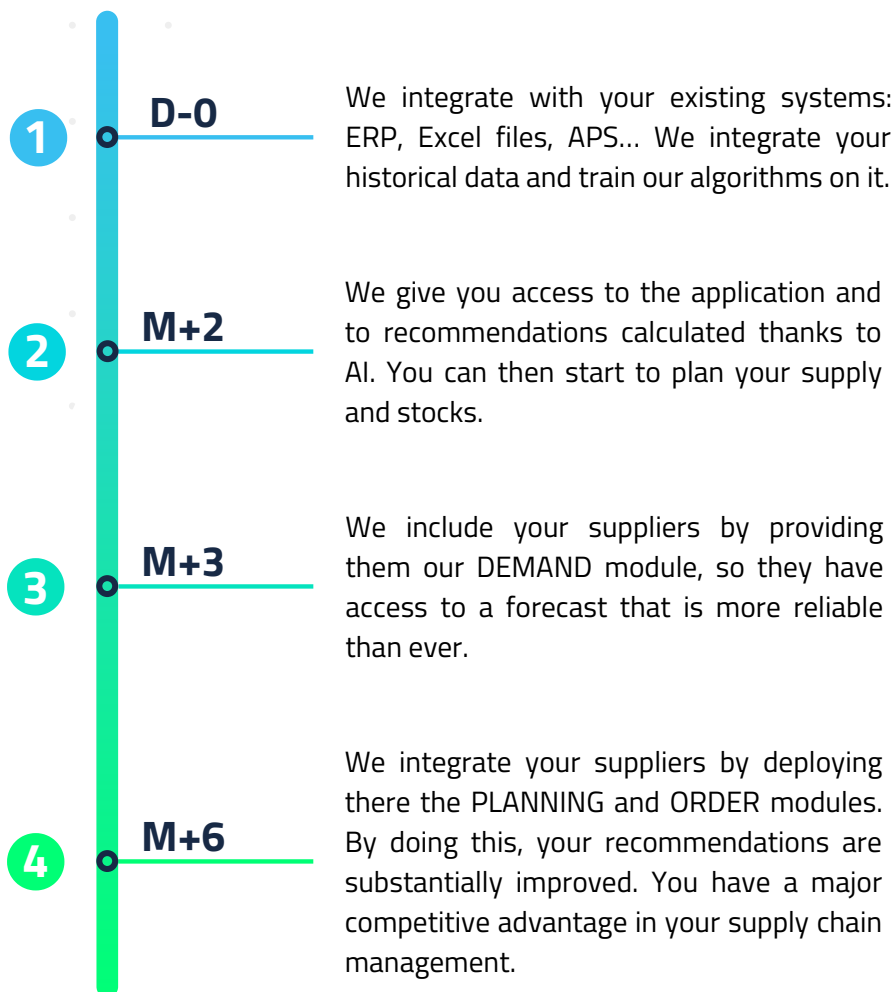 1
D-0
We integrate with your existing systems:
ERP, Excel files, APS... We integrate your
historical data and train our algorithms on it.
2
M+2
We give you access to the application and
to recommendations calculated thanks to
AI. You can then start to plan your supply
and stocks.
3
M+3
We include your suppliers by providing
them our DEMAND module, so they have
access to a forecast that is more reliable
than ever.
4
M+6
We integrate your suppliers by deploying
there the PLANNING and ORDER modules.
By doing this, your recommendations are
substantially improved. You have a major
competitive advantage in your supply chain
management.